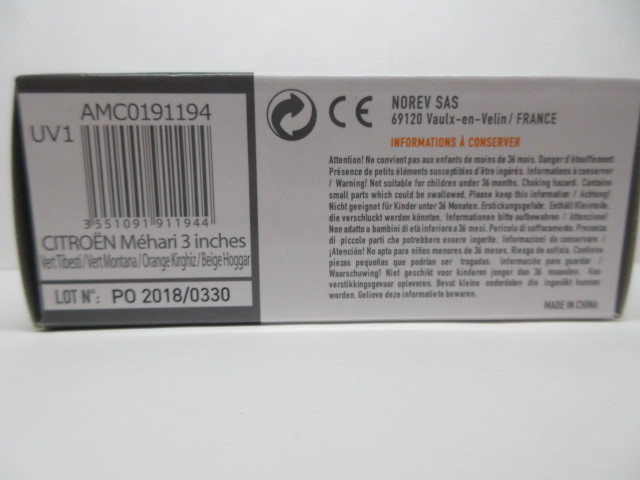 AMC0191194
UV1
3 551091 911944
CITROËN Méhari 3 inches
Vert Tibesti / Vert Montana / Orange Kirghiz / Beige Hoggar
LOT N°: PO 2018/0330
CE
NOREV SAS
69120 Vaulx-en-Velin / FRANCE
INFORMATIONS À CONSERVER
Attention! Ne convient pas aux enfants de moins de 36 mois. Danger d'étouffement.
Présence de petits éléments susceptibles d'être ingérés. Informations à conserver
/ Warning! Not suitable for children under 36 months. Choking hazard. Contains
small parts which could be swallowed. Please keep this information / Achtung!
Nicht geeignet für Kinder unter 36 Monaten. Erstickungsgefahr. Enthält Kleinteile,
die verschluckt werden könnten. Informationen bitte aufbewahren / Attenzione!
Non adatto a bambini di età inferiore a 36 mesi. Pericolo di soffocamento. Presenza
di piccole parti che potrebbero essere ingerite. Informazioni da conservare /
¡Atención! No apto para niños menores de 36 meses. Riesgo de asfixia. Contiene
piezas pequeñas que podrían ser tragadas. Información para guardar /
Waarschuwing! Niet geschikt voor kinderen jonger dan 36 maanden. Kan
verstikkingsgevaar opleveren. Bevat kleine onderdelen die ingeslikt kunnen
worden. Gelieve deze informatie te bewaren.
MADE IN CHINA